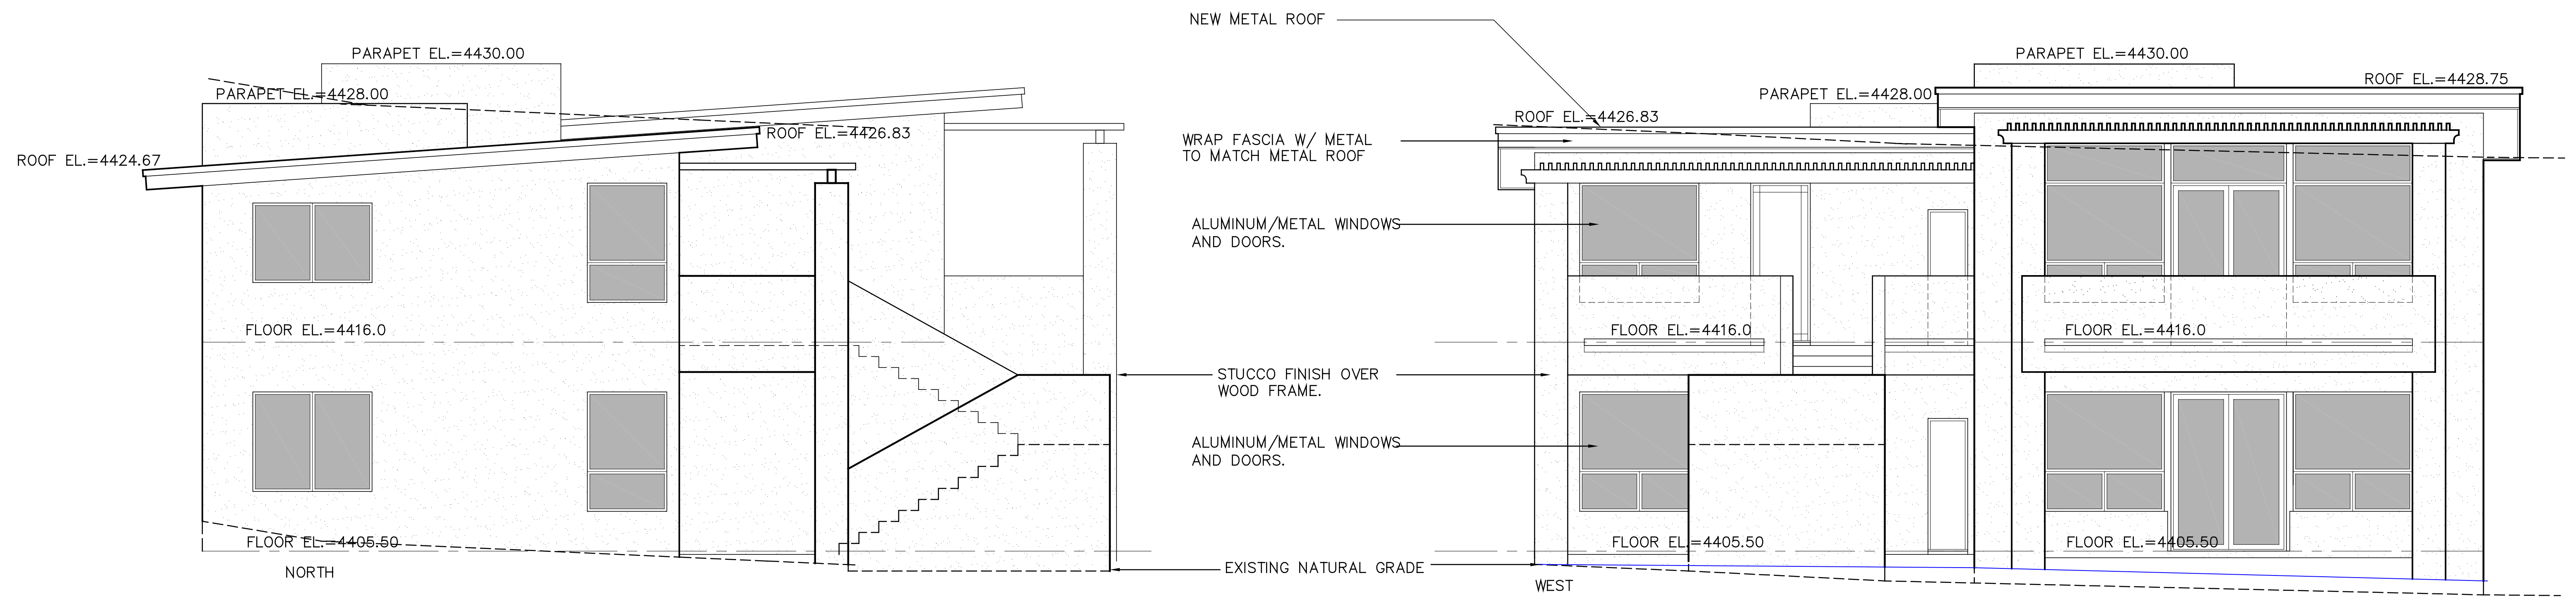 PARAPET EL.=4430.00
PARAPET EL.=4428.00
ROOF EL.=4426.83
ROOF EL.=4424.67
FLOOR EL.=4416.0
FLOOR EL.=4405.50
NORTH
NEW METAL ROOF
WRAP FASCIA W/ METAL
TO MATCH METAL ROOF
ALUMINUM/METAL WINDOWS
AND DOORS.
STUCCO FINISH OVER
WOOD FRAME.
ALUMINUM/METAL WINDOWS
AND DOORS.
EXISTING NATURAL GRADE
PARAPET EL.=4430.00
ROOF EL.=4428.75
PARAPET EL.=4428.00
ROOF EL.=4426.83
FLOOR EL.=4416.0
FLOOR EL.=4416.0
FLOOR EL.=4405.50
FLOOR EL.=4405.50
WEST